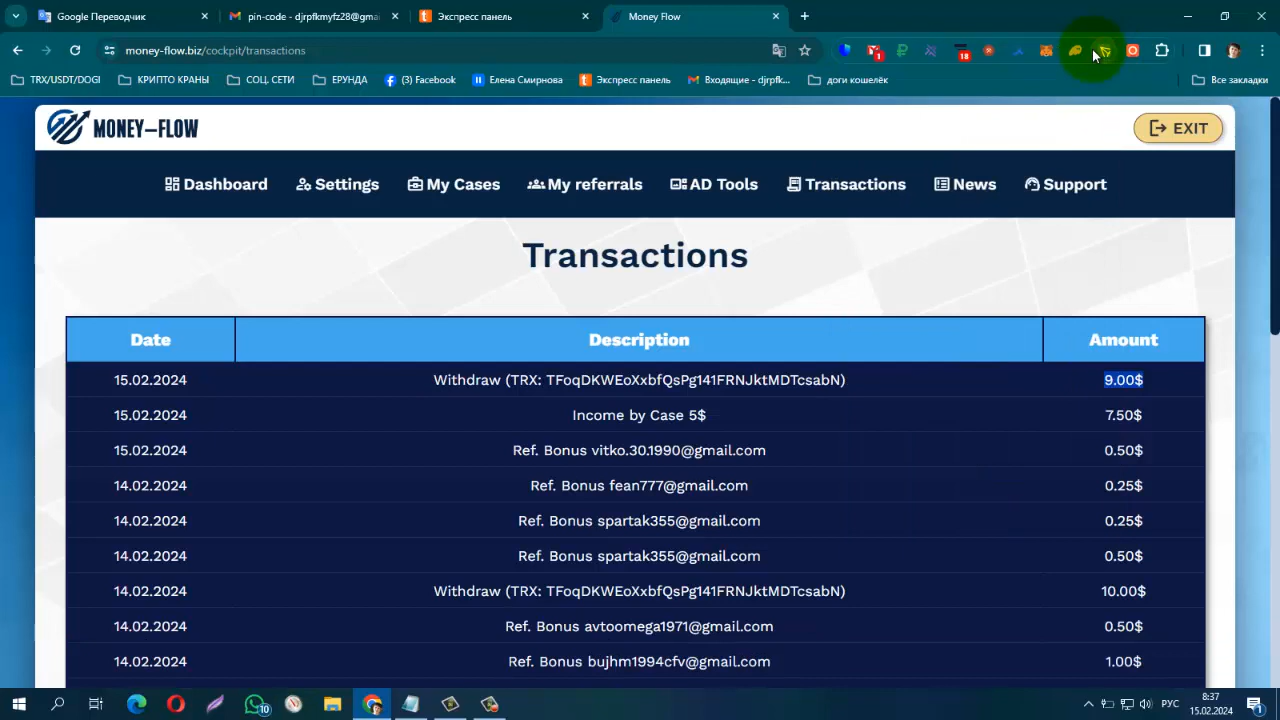 Google Переводчик
pin-code - djrpfkmyfz28@gmai
Экспресс панель
Money Flow
money-flow.biz/cockpit/transactions
1
18
TRX/USDT/DOGI
КРИПТО КРАНЫ
СОЦ. СЕТИ
ЕРУНДА
(3) Facebook
Елена Смирнова
Экспресс панель
Входящие - djrpfk...
доги кошелёк
Все закладки
MONEY-FLOW
EXIT
Dashboard
Settings
My Cases
My referrals
AD Tools
Transactions
News
Support
Transactions
Date Description Amount
15.02.2024 Withdraw (TRX: TFoqDKWEoXxbfQsPg141FRNJktMDTcsabN) 9.00$
15.02.2024 Income by Case 5$ 7.50$
15.02.2024 Ref. Bonus vitko.30.1990@gmail.com 0.50$
14.02.2024 Ref. Bonus fean777@gmail.com 0.25$
14.02.2024 Ref. Bonus spartak355@gmail.com 0.25$
14.02.2024 Ref. Bonus spartak355@gmail.com 0.50$
14.02.2024 Withdraw (TRX: TFoqDKWEoXxbfQsPg141FRNJktMDTcsabN) 10.00$
14.02.2024 Ref. Bonus avtoomega1971@gmail.com 0.50$
14.02.2024 Ref. Bonus bujhm1994cfv@gmail.com 1.00$
10
РУС
8:37
15.02.2024
1